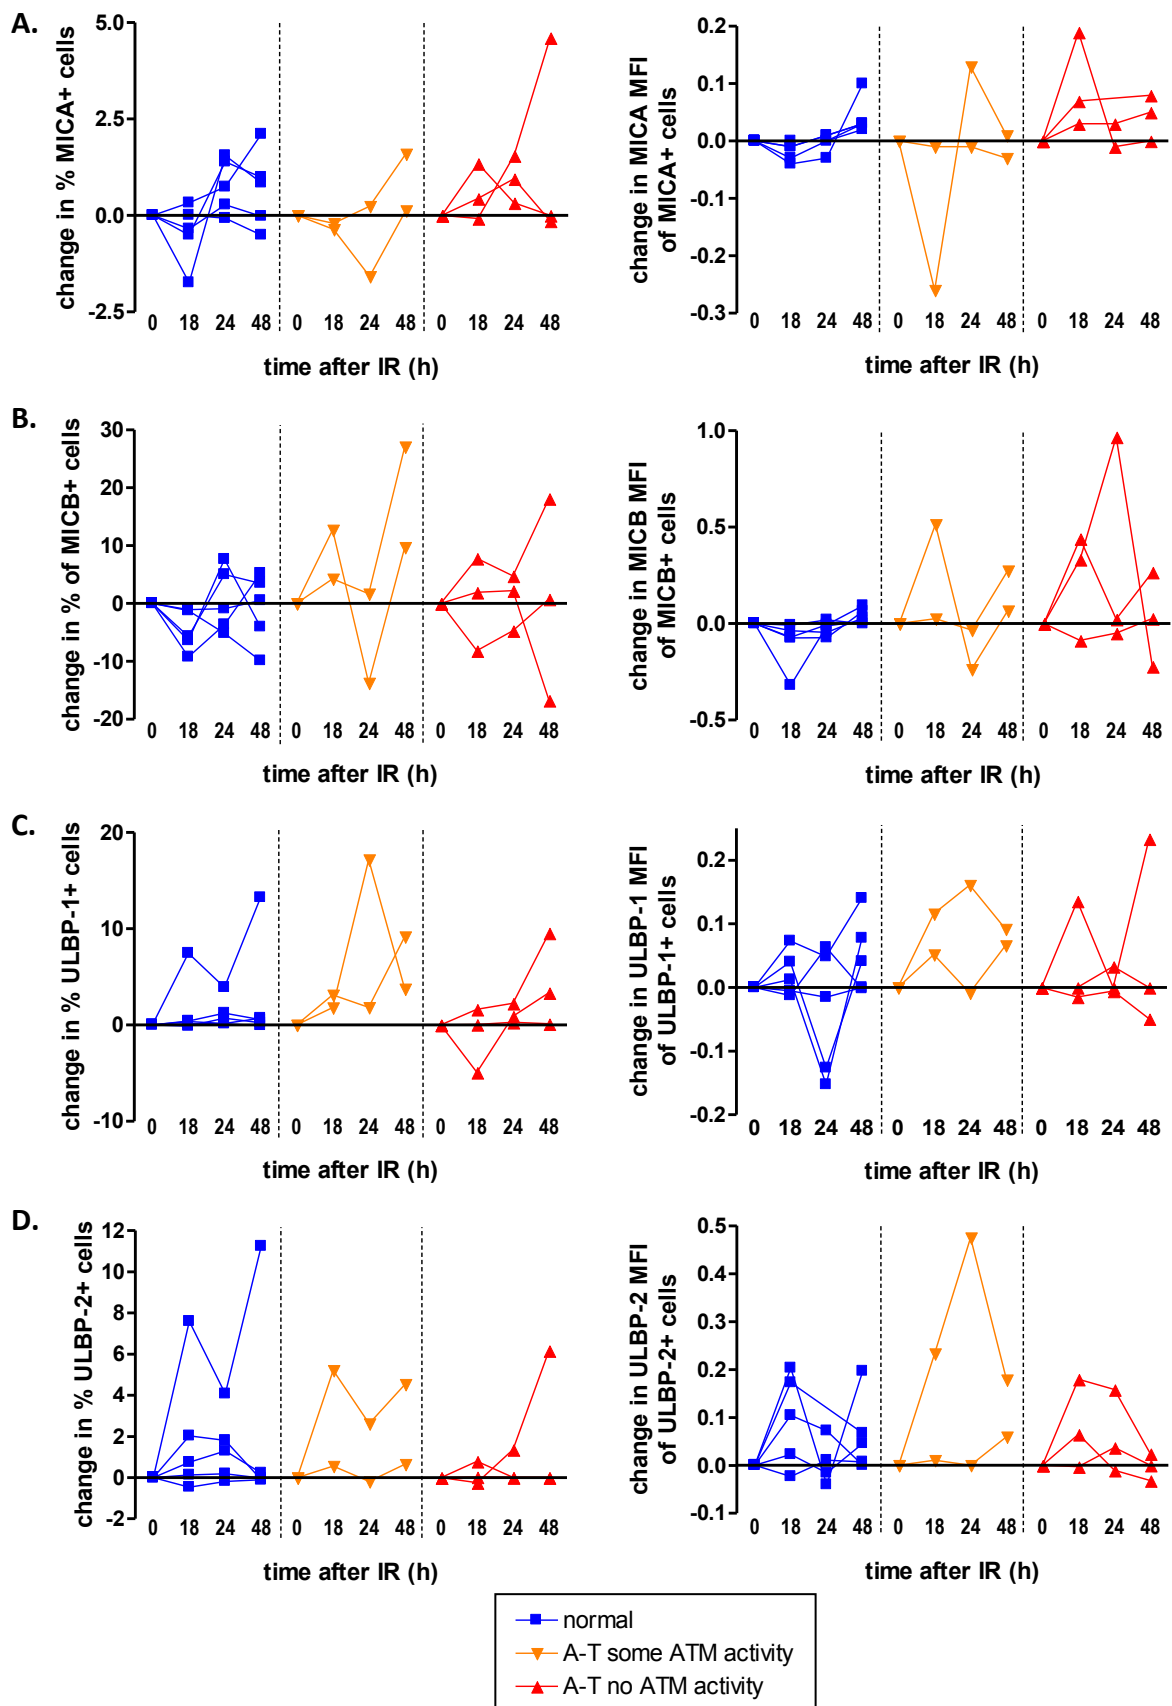 A.
change in % MICA+ cells
5.0
2.5
0.0
-2.5
0 18 24 48 0 18 24 48 0 18 24 48
time after IR (h)
change in MICA MFI
of MICA+ cells
0.2
0.1
0.0
-0.1
-0.2
-0.3
0 18 24 48 0 18 24 48 0 18 24 48
time after IR (h)
B.
change in % of MICB+ cells
30
20
10
0
-10
-20
0 18 24 48 0 18 24 48 0 18 24 48
time after IR (h)
change in MICB MFI
of MICB+ cells
1.0
0.5
0.0
-0.5
0 18 24 48 0 18 24 48 0 18 24 48
time after IR (h)
C.
change in % ULBP-1+ cells
20
10
0
-10
0 18 24 48 0 18 24 48 0 18 24 48
time after IR (h)
change in ULBP-1 MFI
of ULBP-1+ cells
0.2
0.1
0.0
-0.1
-0.2
0 18 24 48 0 18 24 48 0 18 24 48
time after IR (h)
D.
change in % ULBP-2+ cells
12
10
8
6
4
2
0
-2
0 18 24 48 0 18 24 48 0 18 24 48
time after IR (h)
change in ULBP-2 MFI
of ULBP-2+ cells
0.5
0.4
0.3
0.2
0.1
0.0
-0.1
0 18 24 48 0 18 24 48 0 18 24 48
time after IR (h)
normal
A-T some ATM activity
A-T no ATM activity